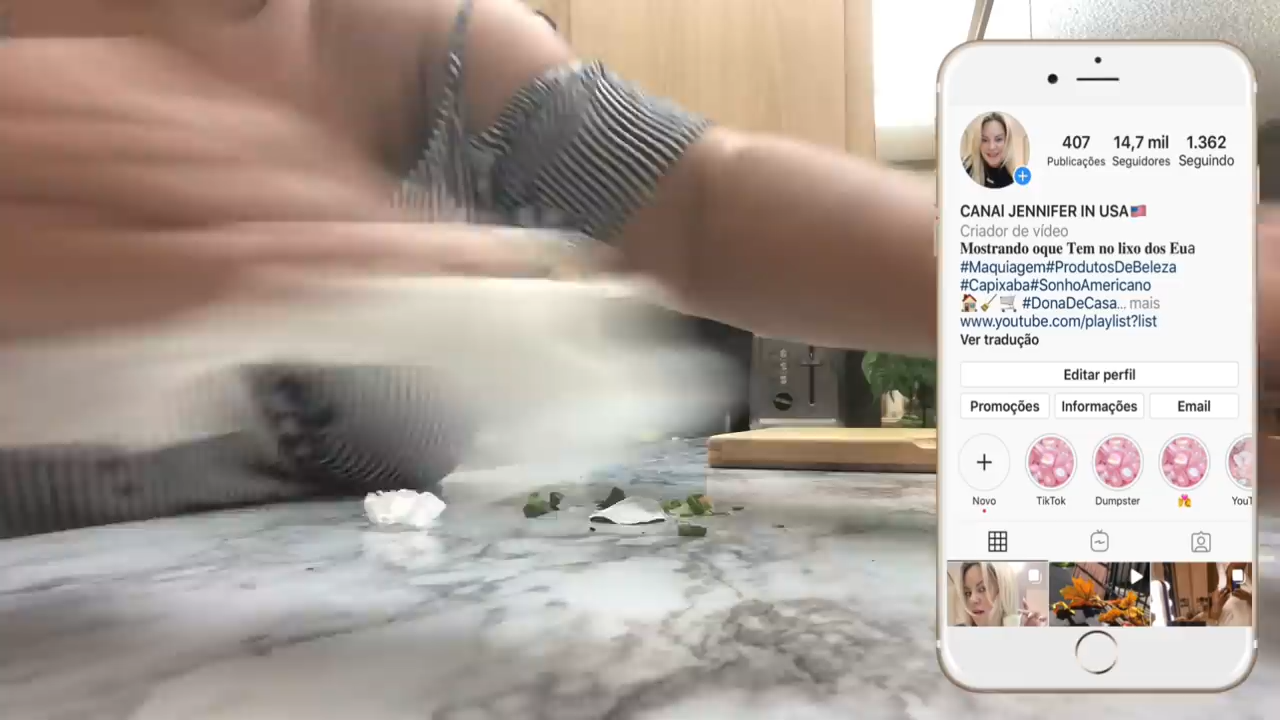 407 14,7 mil 1.362
Publicações Seguidores Seguindo
CANAl JENNIFER IN USA🇺🇸
Criador de vídeo
Mostrando oque Tem no lixo dos Eua
#Maquiagem#ProdutosDeBeleza
#Capixaba#SonhoAmericano
🏠🧹🛒 #DonaDeCasa... mais
www.youtube.com/playlist?list
Ver tradução
Editar perfil
Promoções Informações Email
Novo TikTok Dumpster 💏 YouT